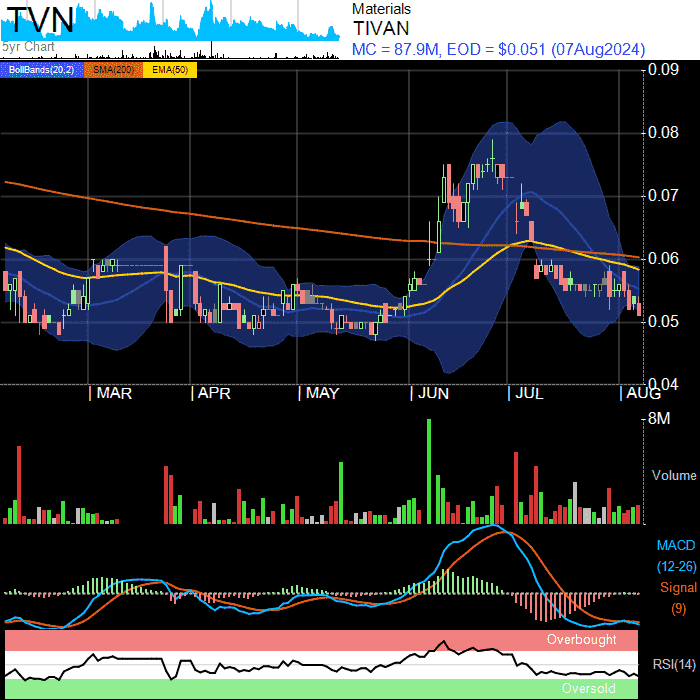 TVN
5yr Chart
Materials
TIVAN
MC = 87.9M, EOD = $0.051 (07Aug2024)
BollBands(20,2) SMA(200) EMA(50)
0.09
0.08
0.07
0.06
0.05
0.04
MAR APR MAY JUN JUL AUG
8M
Volume
MACD
(12-26)
Signal
(9)
Overbought
RSI(14)
Oversold